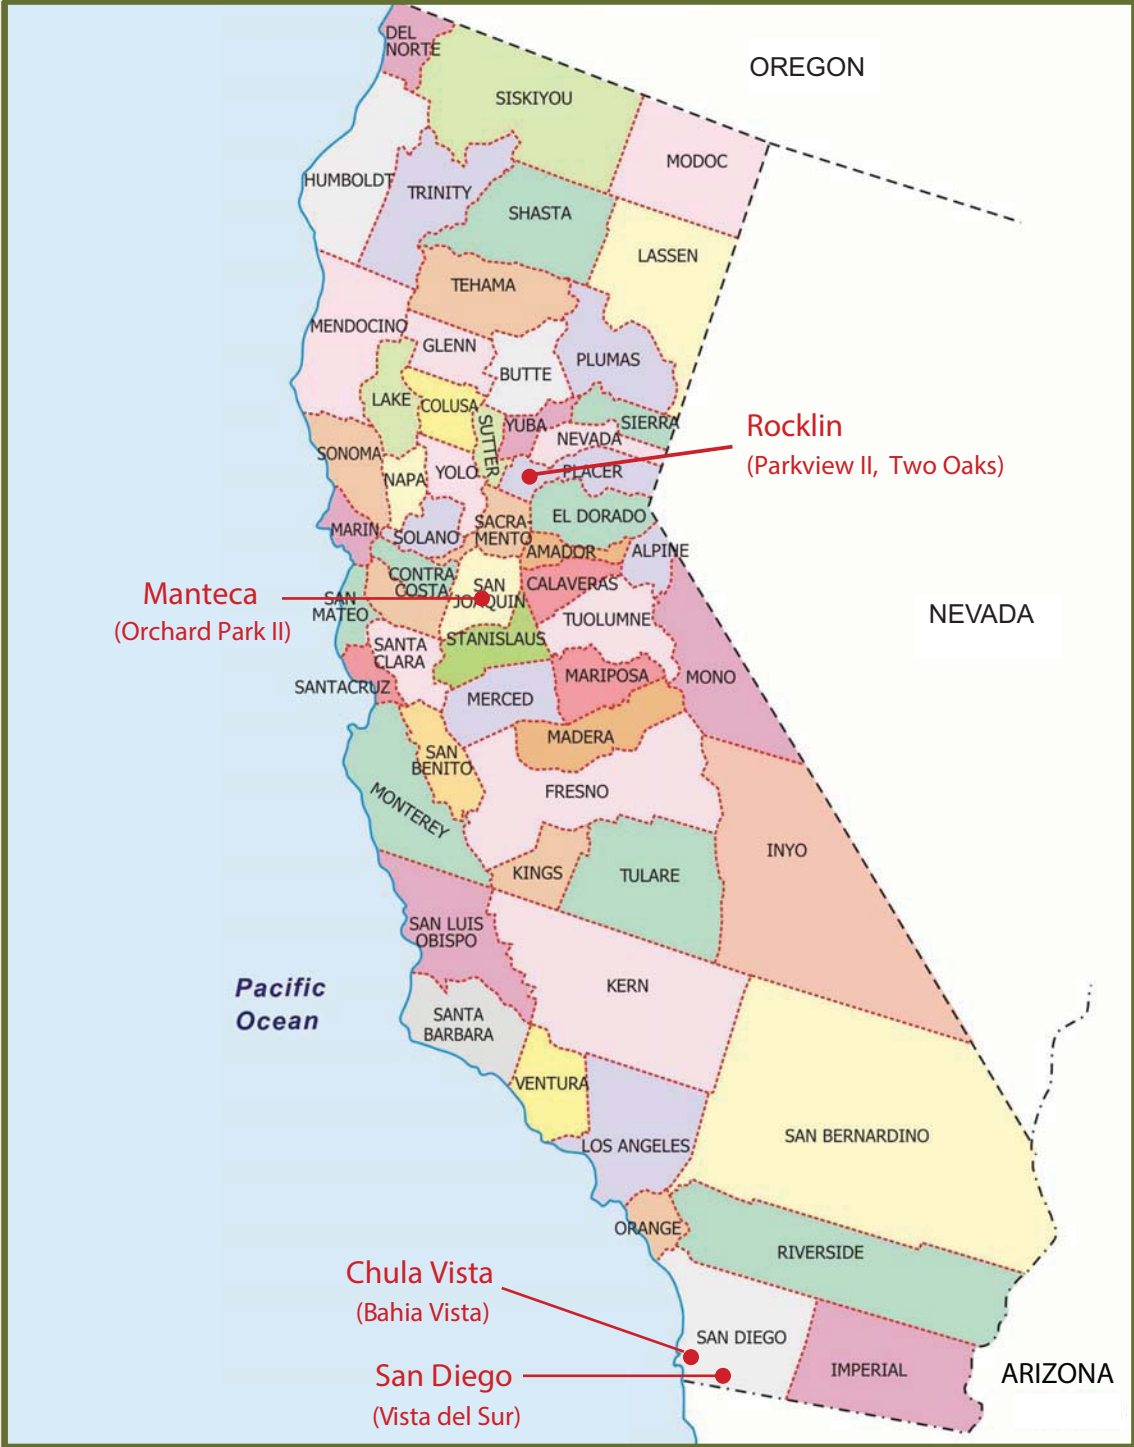 DEL
NORTE
OREGON
SISKIYOU
MODOC
HUMBOLDT
TRINITY
SHASTA
LASSEN
TEHAMA
MENDOCINO
GLENN
BUTTE
PLUMAS
LAKE
COLUSA
SUTTER
YUBA
SIERRA
NEVADA
Rocklin
(Parkview II, Two Oaks)
SONOMA
NAPA
YOLO
PLACER
MARIN
SOLANO
SACRA-
MENTO
EL DORADO
AMADOR
ALPINE
Manteca
(Orchard Park II)
CONTRA
COSTA
SAN
JOAQUIN
CALAVERAS
SAN
MATEO
TUOLUMNE
NEVADA
STANISLAUS
SANTA
CLARA
SANTACRUZ
MERCED
MARIPOSA
MONO
SAN
BENITO
MADERA
MONTEREY
FRESNO
INYO
KINGS
TULARE
SAN LUIS
OBISPO
Pacific
Ocean
KERN
SANTA
BARBARA
VENTURA
LOS ANGELES
SAN BERNARDINO
ORANGE
RIVERSIDE
Chula Vista
(Bahia Vista)
SAN DIEGO
San Diego
(Vista del Sur)
IMPERIAL
ARIZONA